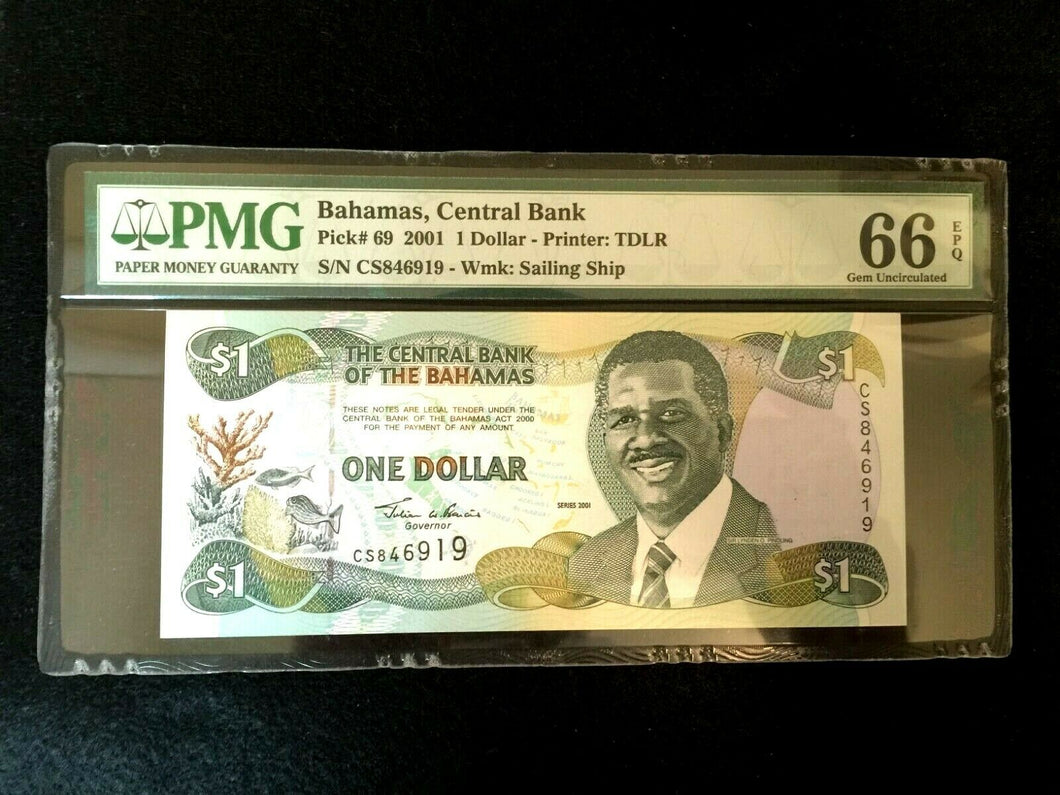 PMG
PAPER MONEY GUARANTY
Bahamas, Central Bank
Pick# 69 2001 1 Dollar - Printer: TDLR
S/N CS846919 - Wmk: Sailing Ship
66
EPQ
Gem Uncirculated
$1
THE CENTRAL BANK
OF THE BAHAMAS
$1
THESE NOTES ARE LEGAL TENDER UNDER THE
CENTRAL BANK OF THE BAHAMAS ACT 2000
FOR THE PAYMENT OF ANY AMOUNT.
ONE DOLLAR
SERIES 2001
Governor
CS846919
CS846919
SIR LYNDEN O. PINDLING
$1
$1